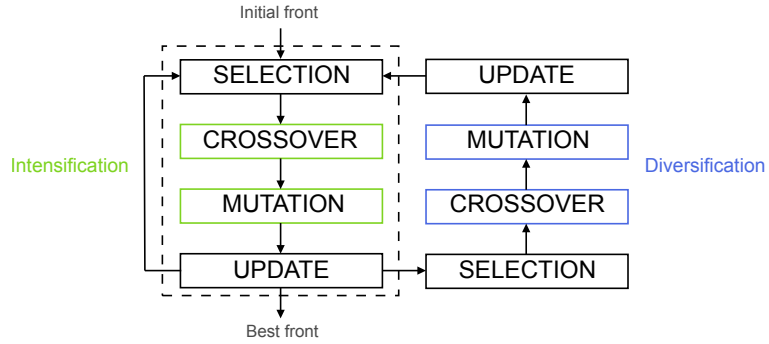 Initial front
SELECTION
UPDATE
CROSSOVER
MUTATION
Intensification
Diversification
MUTATION
CROSSOVER
UPDATE
SELECTION
Best front